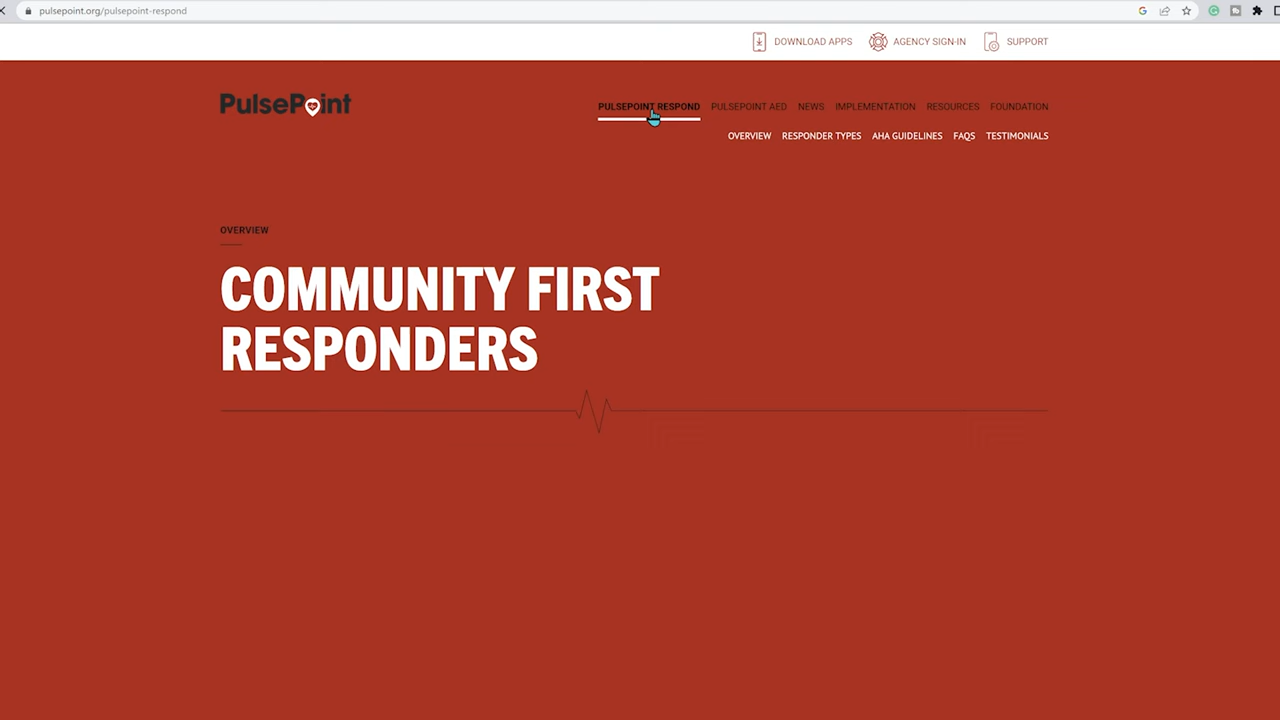 pulsepoint.org/pulsepoint-respond
DOWNLOAD APPS AGENCY SIGN-IN SUPPORT
PulsePoint
PULSEPOINT RESPOND PULSEPOINT AED NEWS IMPLEMENTATION RESOURCES FOUNDATION
OVERVIEW RESPONDER TYPES AHA GUIDELINES FAQS TESTIMONIALS
OVERVIEW
COMMUNITY FIRST
RESPONDERS